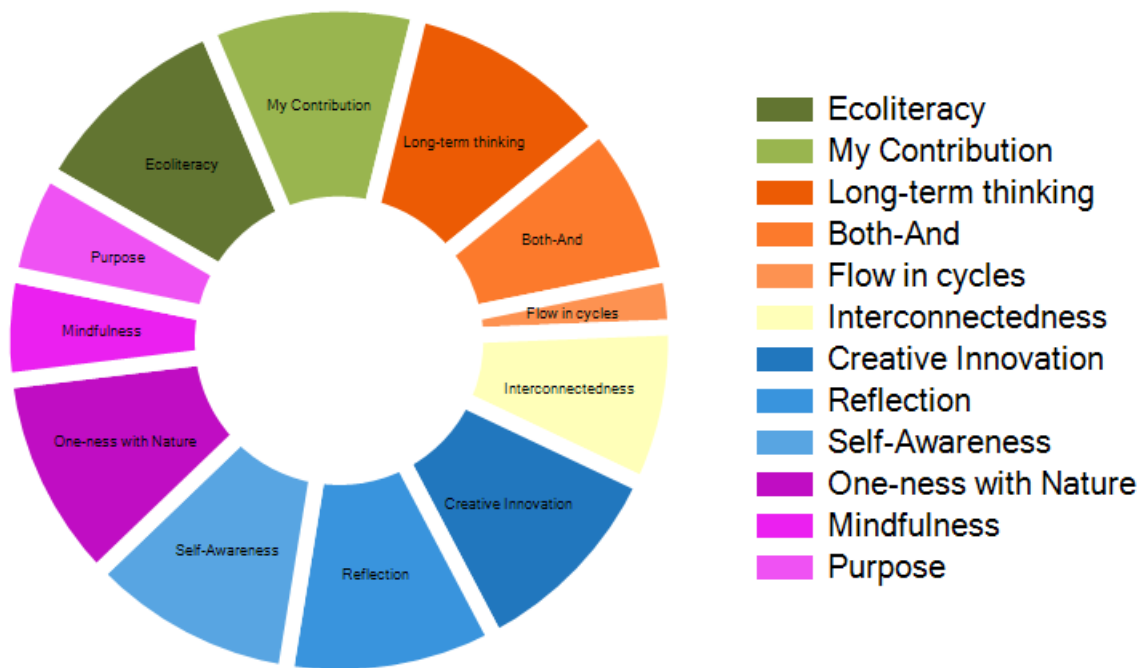 My Contribution
Long-term thinking
Ecoliteracy
Both-And
Purpose
Flow in cycles
Mindfulness
Interconnectedness
One-ness with Nature
Creative Innovation
Self-Awareness
Reflection
Ecoliteracy
My Contribution
Long-term thinking
Both-And
Flow in cycles
Interconnectedness
Creative Innovation
Reflection
Self-Awareness
One-ness with Nature
Mindfulness
Purpose